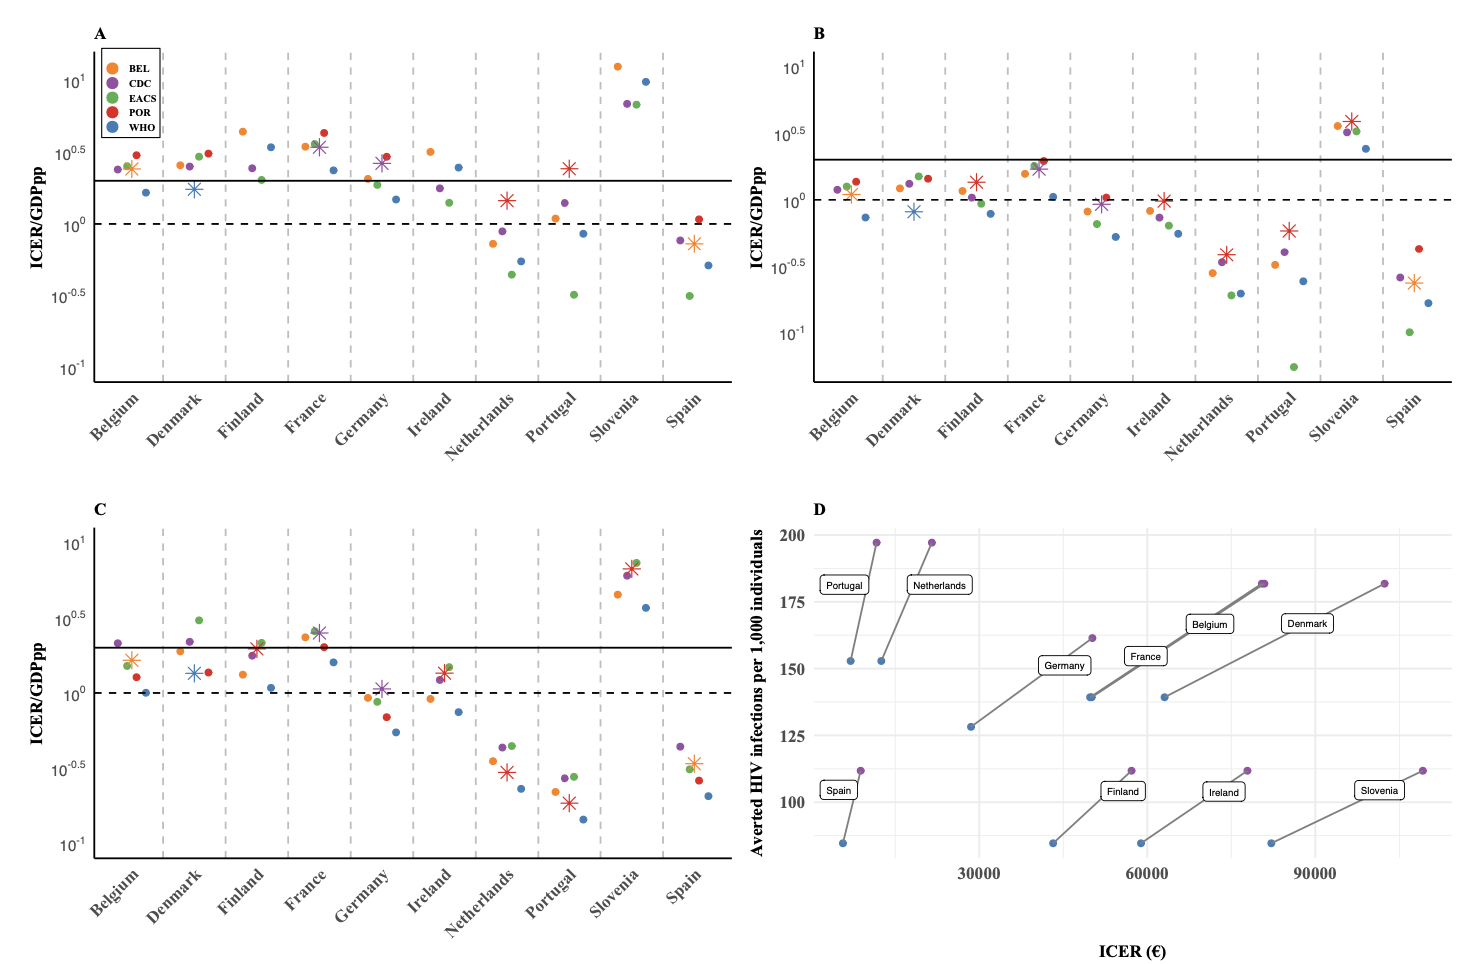 A
BEL
CDC
EACS
POR
WHO
10^1
10^0.5
10^0
10^-0.5
10^-1
ICER/GDPpp
Belgium
Denmark
Finland
France
Germany
Ireland
Netherlands
Portugal
Slovenia
Spain
B
10^1
10^0.5
10^0
10^-0.5
10^-1
ICER/GDPpp
Belgium
Denmark
Finland
France
Germany
Ireland
Netherlands
Portugal
Slovenia
Spain
C
10^1
10^0.5
10^0
10^-0.5
10^-1
ICER/GDPpp
Belgium
Denmark
Finland
France
Germany
Ireland
Netherlands
Portugal
Slovenia
Spain
D
Averted HIV infections per 1,000 individuals
200
175
150
125
100
Portugal
Netherlands
Belgium
Denmark
France
Germany
Spain
Finland
Ireland
Slovenia
30000
60000
90000
ICER (€)